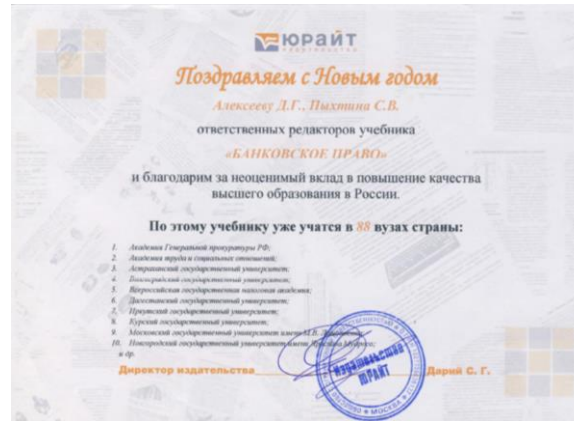 юрайт
издательство
Поздравляем с Новым годом
Алексееву Д.Г., Пыхтина С.В.
ответственных редакторов учебника
«БАНКОВСКОЕ ПРАВО»
и благодарим за неоценимый вклад в повышение качества
высшего образования в России.
По этому учебнику уже учатся в 88 вузах страны:
1. Академия Генеральной прокуратуры РФ;
2. Академия труда и социальных отношений;
3. Астраханский государственный университет;
4. Волгоградский государственный университет;
5. Всероссийская государственная налоговая академия;
6. Дагестанский государственный университет;
7. Иркутский государственный университет;
8. Курский государственный университет;
9. Московский государственный университет имени М.В.
10. Новгородский государственный университет имени Ярослава Мудрого;
и др.
Директор издательства Дарий С. Г.
Издательство
ЮРАЙТ
МОСКВА